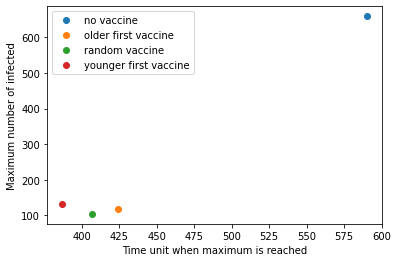 no vaccine
older first vaccine
random vaccine
younger first vaccine
600
500
400
300
200
100
Maximum number of infected
400 425 450 475 500 525 550 575 600
Time unit when maximum is reached